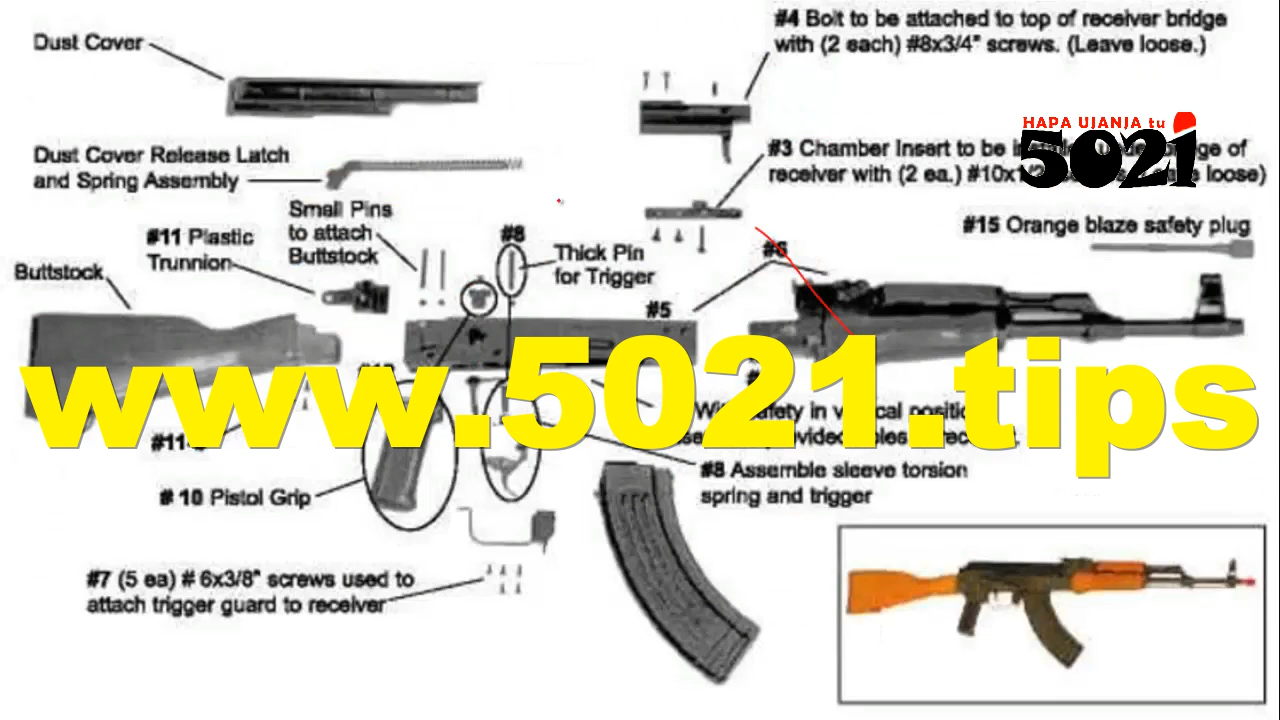 #4 Bolt to be attached to top of receiver bridge
with (2 each) #8x3/4" screws. (Leave loose.)
Dust Cover
HAPA UJANJA tu
5021
#3 Chamber Insert to be
of
receiver with (2 ea.)
loose)
Dust Cover Release Latch
and Spring Assembly
Small Pins
to attach
Buttstock
#15 Orange blaze safety plug
#11 Plastic
Trunnion
#8
Thick Pin
for Trigger
#6
Buttstock
#5
www.5021.tips
#8 Assemble sleeve torsion
spring and trigger
# 10 Pistol Grip
#7 (5 ea) # 6x3/8" screws used to
attach trigger guard to receiver